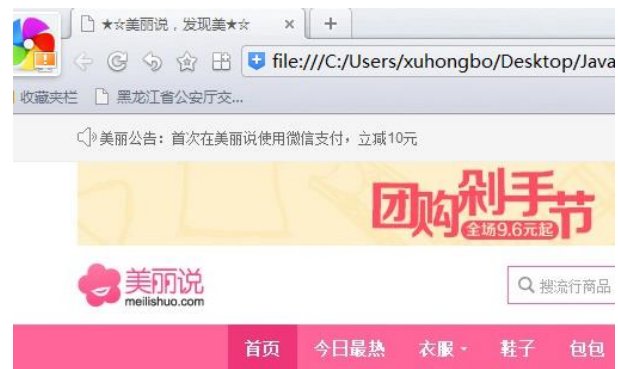 ★☆美丽说，发现美★☆ ×
file:///C:/Users/xuhongbo/Desktop/Java
收藏夹栏 黑龙江省公安厅交...
美丽公告：首次在美丽说使用微信支付，立减10元
团购剁手节
全场9.6元起
美丽说
meilishuo.com
搜流行商品
首页 今日最热 衣服 鞋子 包包